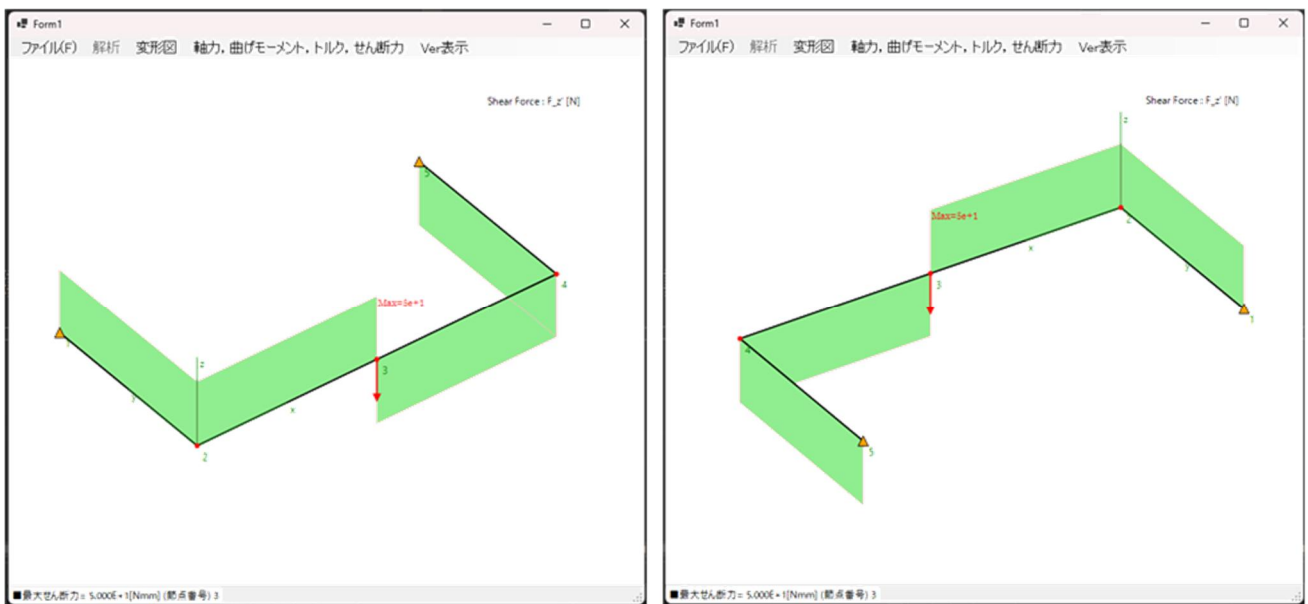 Form1
ファイル(F) 解析 変形図 軸力, 曲げモーメント, トルク, せん断力 Ver表示
Shear Force : F_z' [N]
5
z
Max=5e+1
4
1
3
y
x
2
■最大せん断力= 5.000E+1[Nmm] (節点番号) 3
Form1
ファイル(F) 解析 変形図 軸力, 曲げモーメント, トルク, せん断力 Ver表示
Shear Force : F_z' [N]
z
Max=5e+1
2
x
y
3
1
4
5
■最大せん断力= 5.000E+1[Nmm] (節点番号) 3